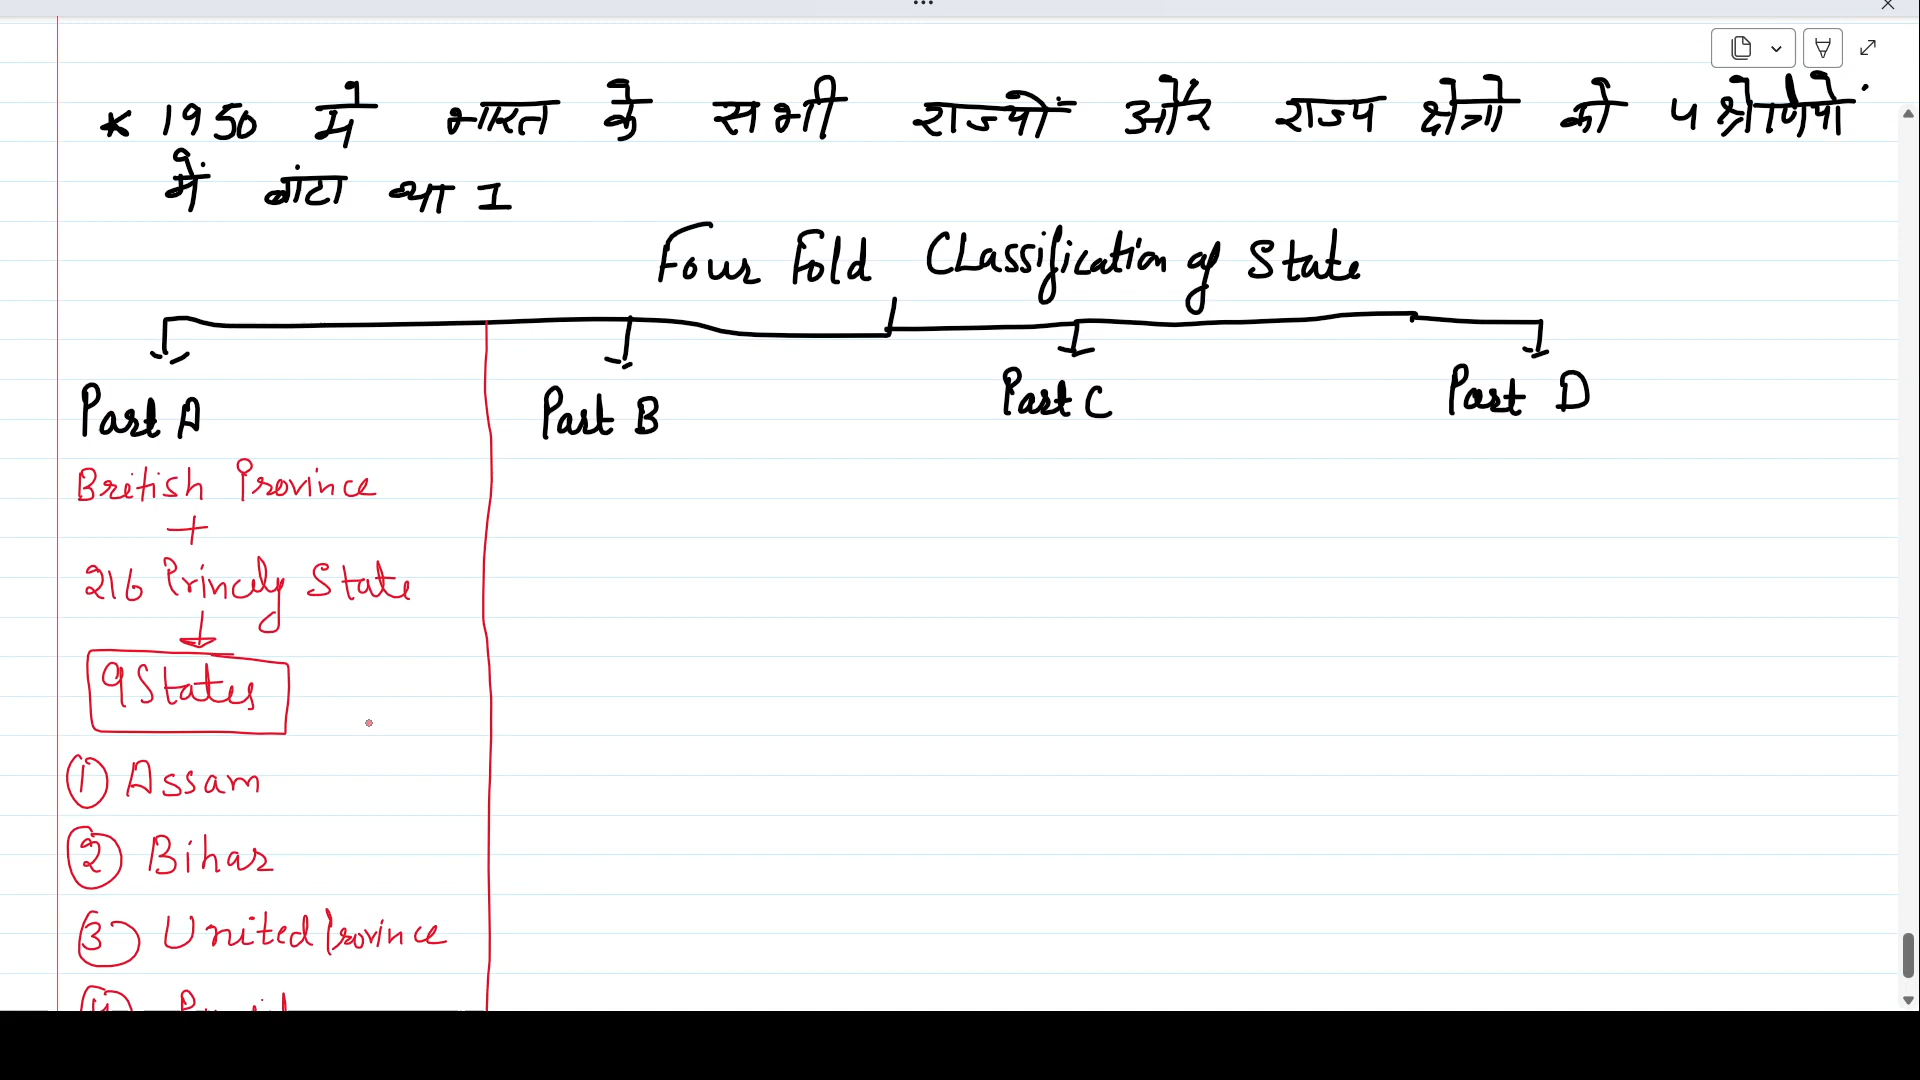 * 1950 में भारत के सभी राज्यों और राज्य क्षेत्रों को 4 श्रेणियों
में बांटा था I
Four Fold Classification of State
Part A Part B Part C Part D
British Province
+
216 Princely State
9 States
1 Assam
2 Bihar
3 United Province
4